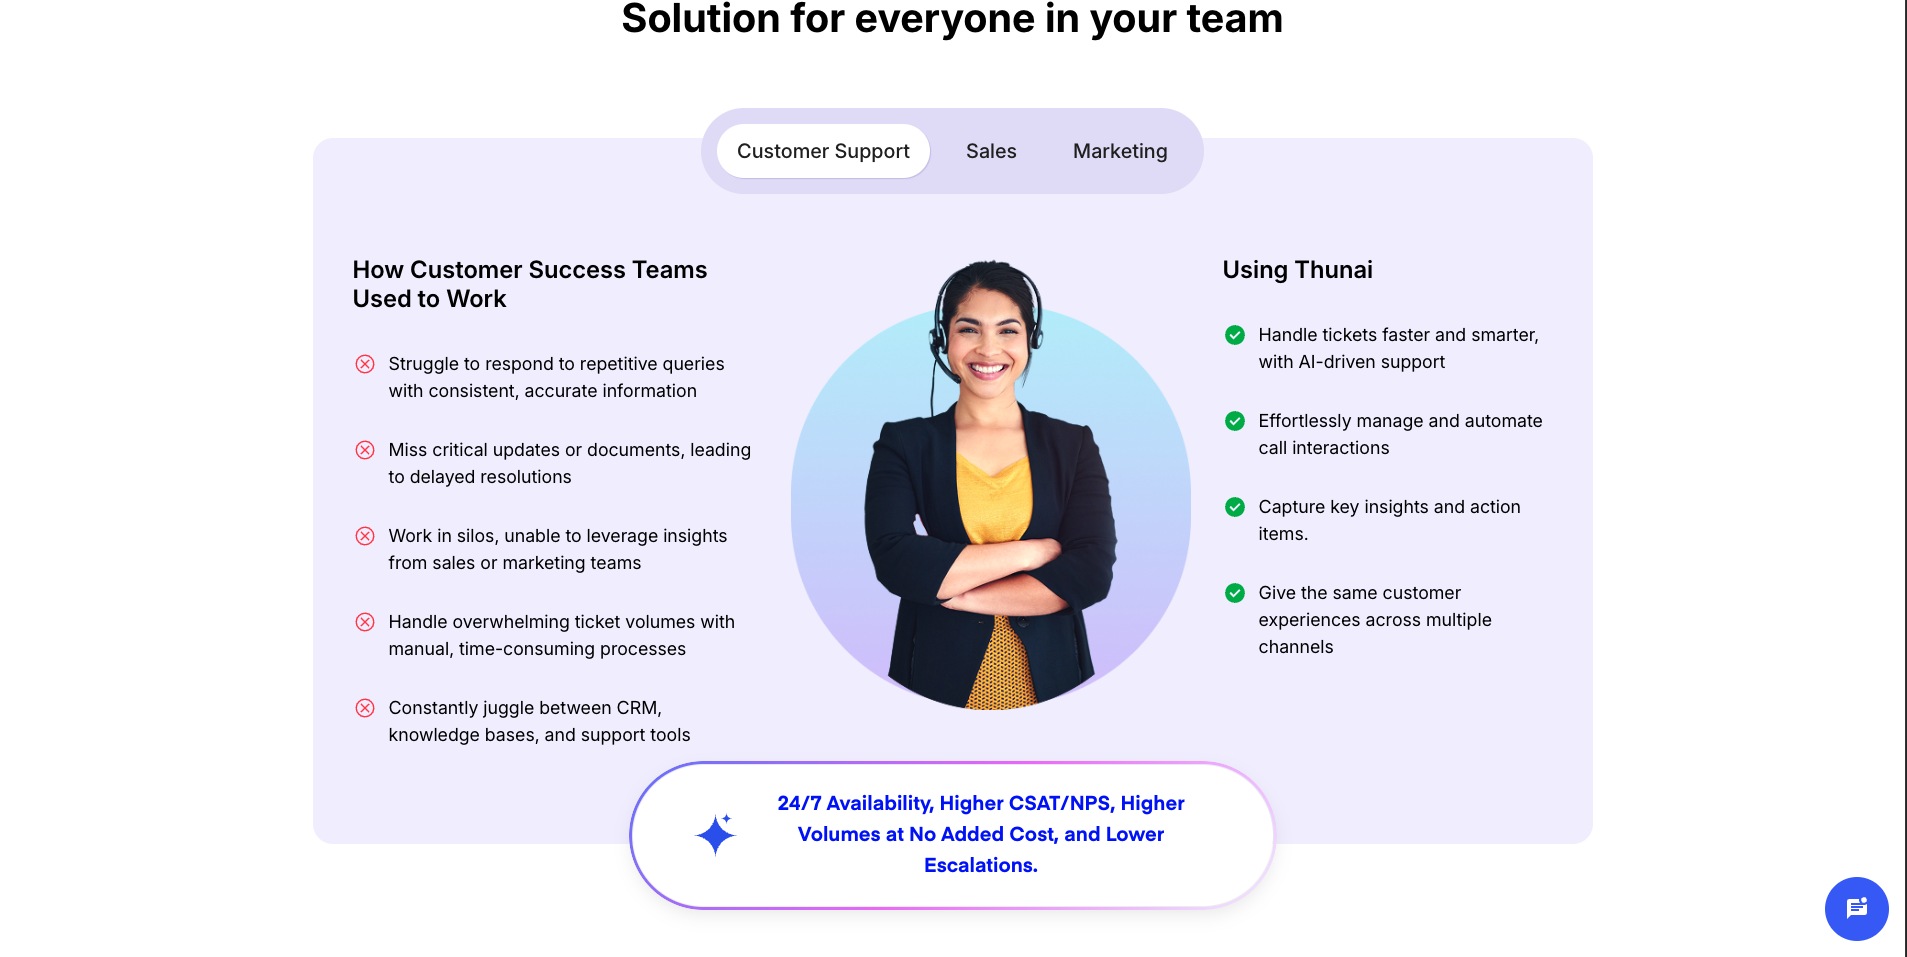 Solution for everyone in your team
Customer Support
Sales
Marketing
How Customer Success Teams
Used to Work
Struggle to respond to repetitive queries
with consistent, accurate information
Miss critical updates or documents, leading
to delayed resolutions
Work in silos, unable to leverage insights
from sales or marketing teams
Handle overwhelming ticket volumes with
manual, time-consuming processes
Constantly juggle between CRM,
knowledge bases, and support tools
Using Thunai
Handle tickets faster and smarter,
with AI-driven support
Effortlessly manage and automate
call interactions
Capture key insights and action
items.
Give the same customer
experiences across multiple
channels
24/7 Availability, Higher CSAT/NPS, Higher
Volumes at No Added Cost, and Lower
Escalations.